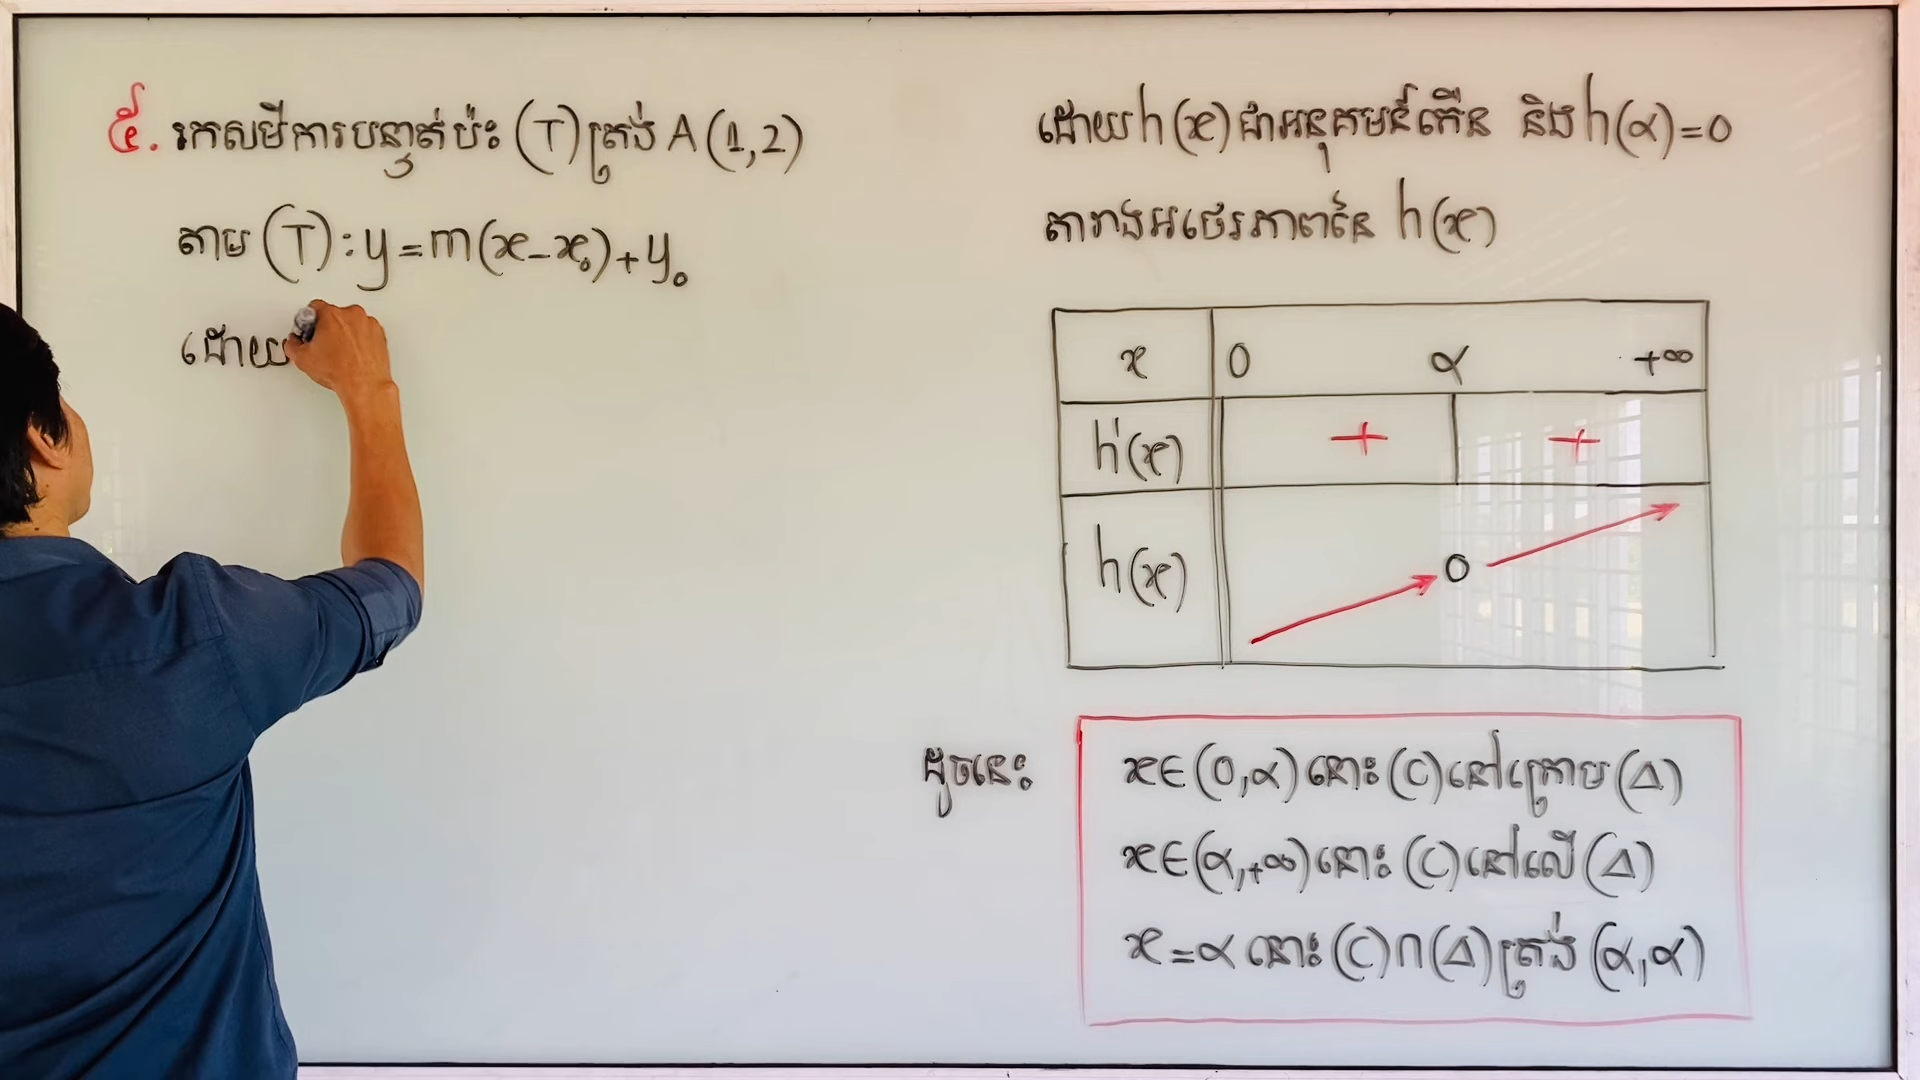 ៥. រកសមីការបន្ទាត់ប៉ះ (T) ត្រង់ A(1,2)
តាម (T) : y = m(x - x₀) + y₀
ដោយ
ដោយ h(x) ជាអនុគមន៍កើន និង h(α) = 0
តារាងអថេរភាពនៃ h(x)
x 0 α +∞
h'(x) + +
h(x) 0
ដូចនេះ
x∈(0,α) នោះ (C) នៅក្រោម (Δ)
x∈(α,+∞) នោះ (C) នៅលើ (Δ)
x = α នោះ (C) ∩ (Δ) ត្រង់ (α,α)